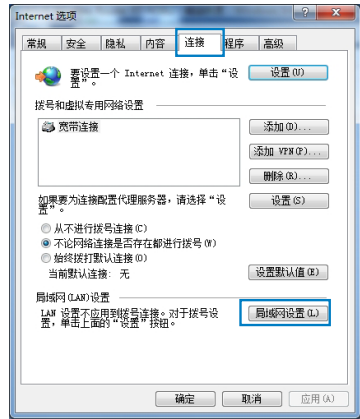 Internet 选项
常规 安全 隐私 内容 连接 程序 高级
要设置一个 Internet 连接，单击“设置”。
设置(U)
拨号和虚拟专用网络设置
宽带连接
添加(D)...
添加 VPN(P)...
删除(R)...
如果要为连接配置代理服务器，请选择“设置”。
设置(S)
从不进行拨号连接(C)
不论网络连接是否存在都进行拨号(W)
始终拨打默认连接(O)
当前默认连接: 无
设置默认值(E)
局域网(LAN)设置
LAN 设置不应用到拨号连接。对于拨号设置，单击上面的“设置”按钮。
局域网设置(L)
确定 取消 应用(A)